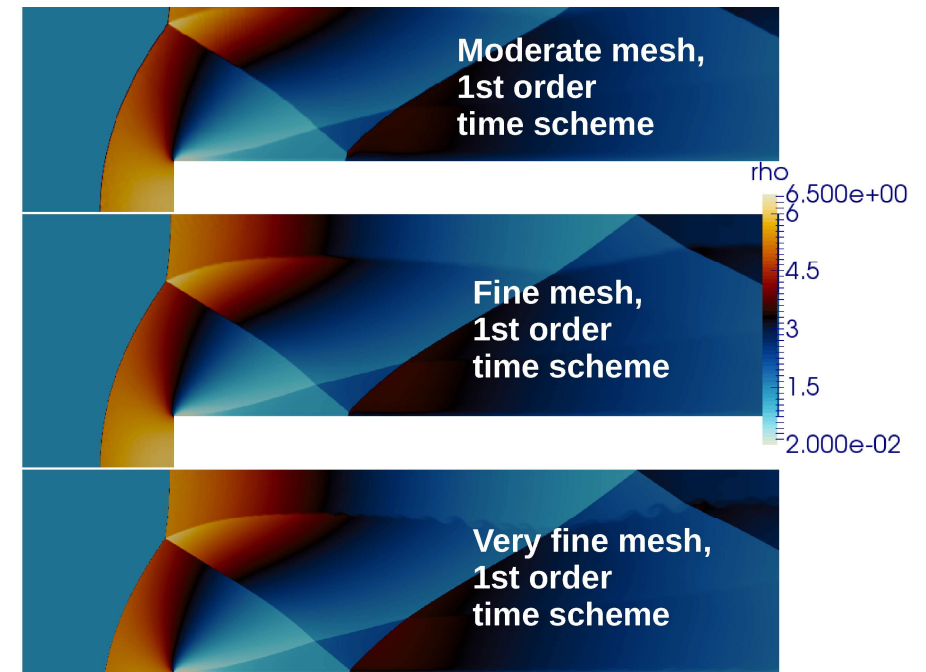 Moderate mesh,
1st order
time scheme
rho
6.500e+00
6
4.5
3
1.5
2.000e-02
Fine mesh,
1st order
time scheme
Very fine mesh,
1st order
time scheme